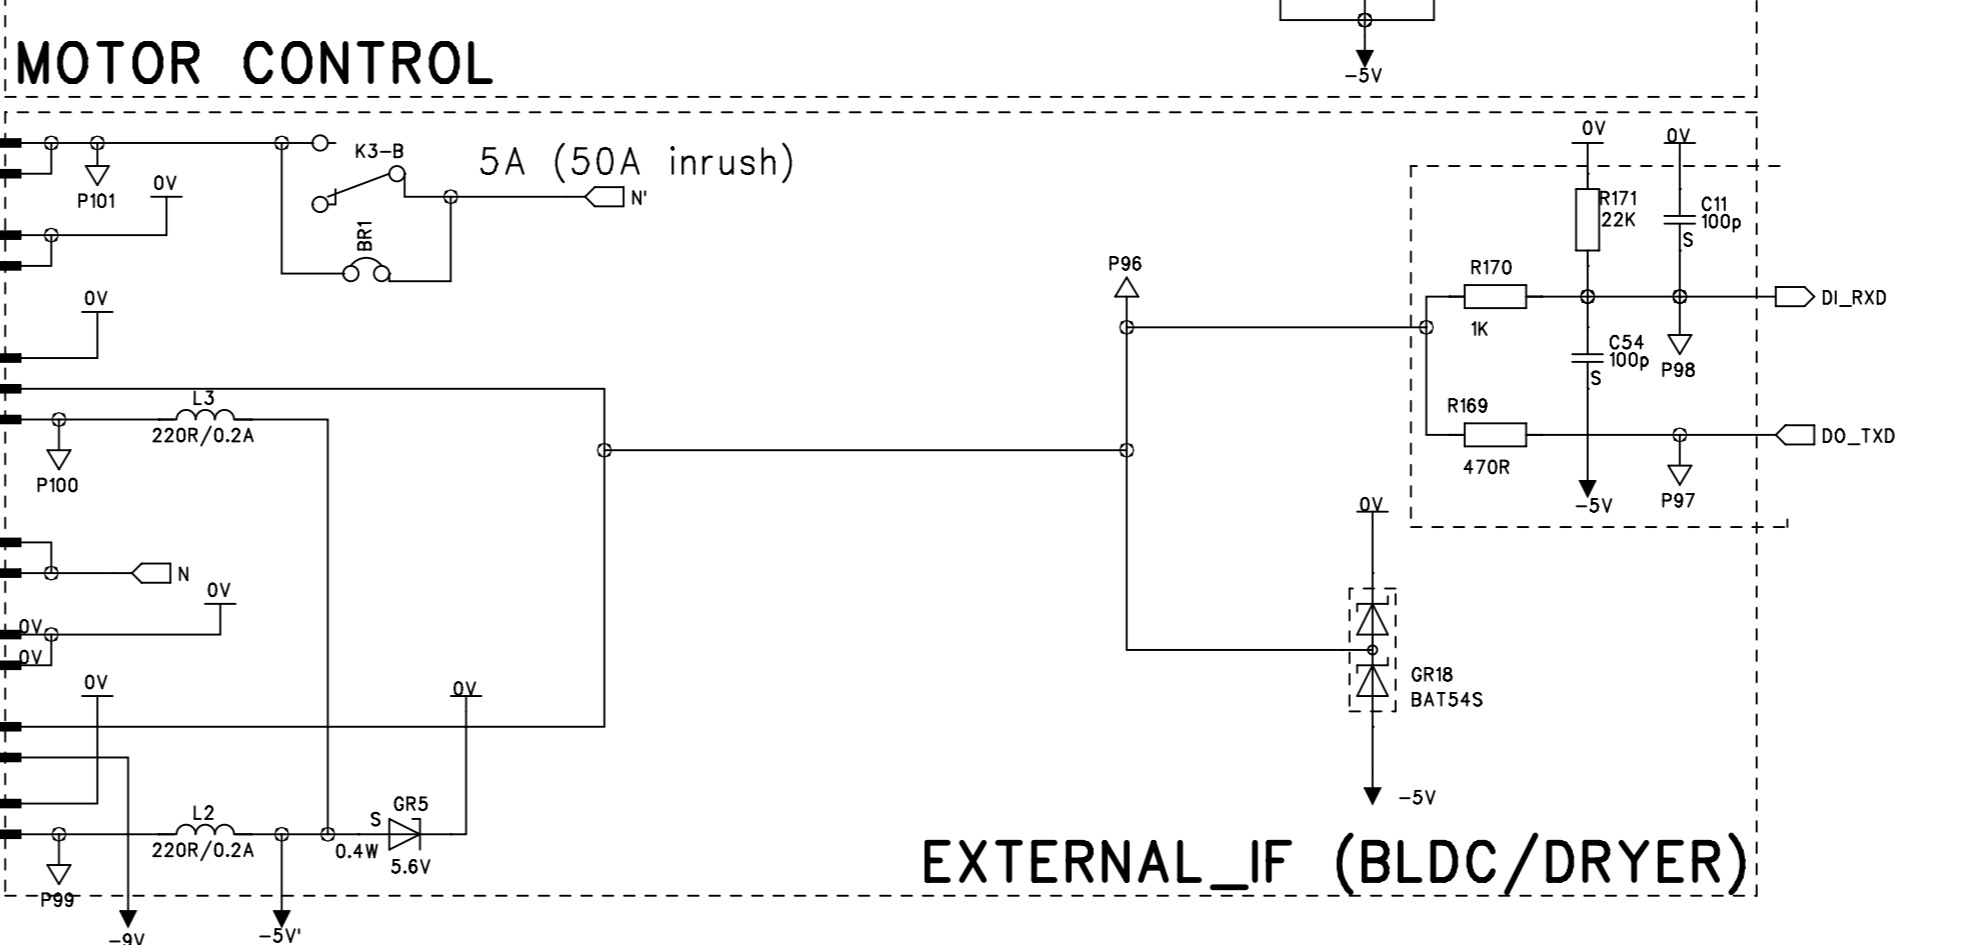 -5V
MOTOR CONTROL
K3-B
5A (50A inrush)
P101
0V
N'
BR1
0V
0V
R171
22K
C11
100p
S
P96
R170
1K
DI_RXD
0V
C54
100p
S
P98
L3
220R/0.2A
R169
470R
DO_TXD
P100
-5V
P97
0V
N
0V
0V
0V
GR18
BAT54S
0V
0V
-5V
L2
220R/0.2A
S
GR5
0.4W
5.6V
EXTERNAL_IF (BLDC/DRYER)
P99
-9V
-5V'